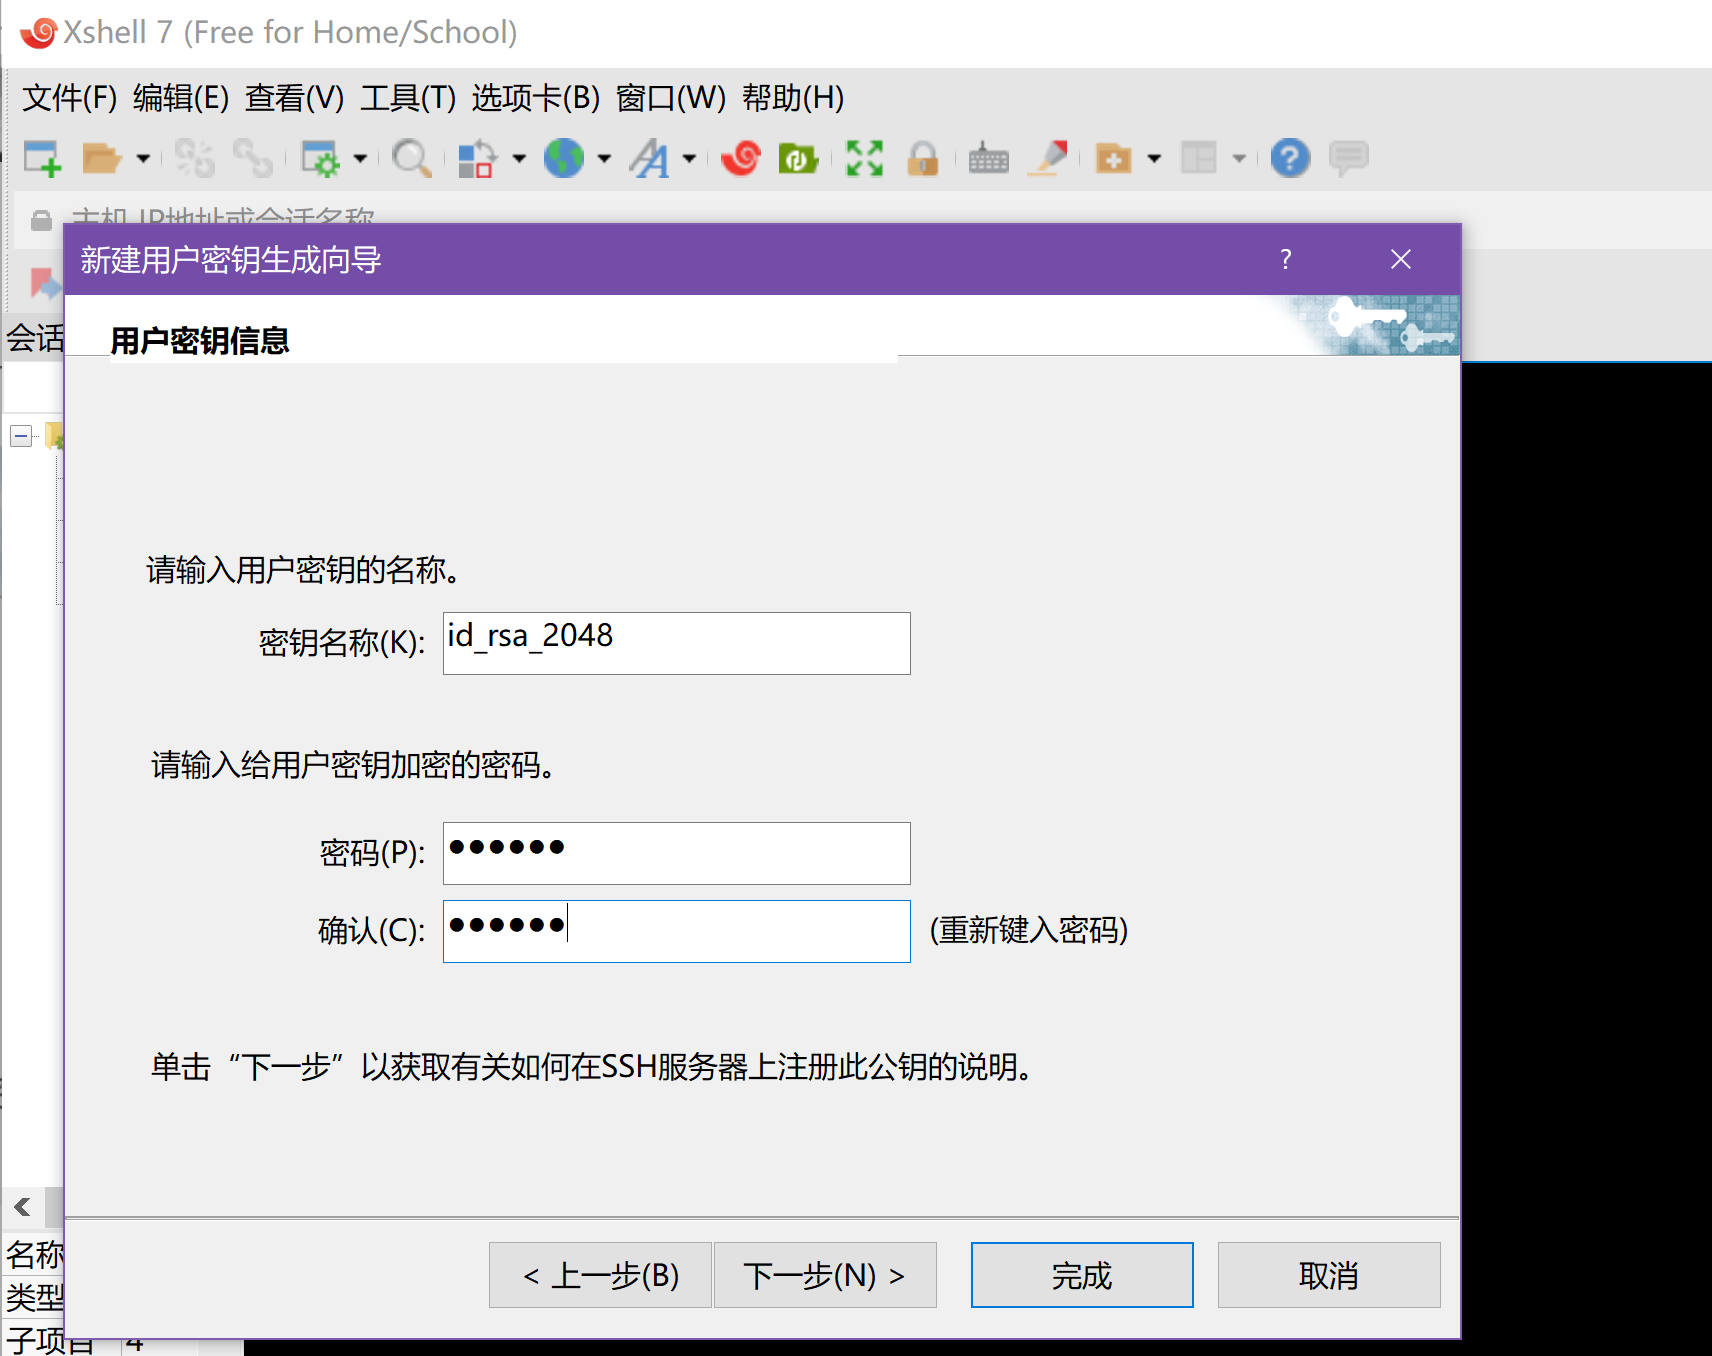 Xshell 7 (Free for Home/School)
文件(F) 编辑(E) 查看(V) 工具(T) 选项卡(B) 窗口(W) 帮助(H)
主机,IP地址或会话名称
新建用户密钥生成向导
会话
用户密钥信息
请输入用户密钥的名称。
密钥名称(K): id_rsa_2048
请输入给用户密钥加密的密码。
密码(P): ●●●●●●
确认(C): ●●●●●● (重新键入密码)
单击“下一步”以获取有关如何在SSH服务器上注册此公钥的说明。
< 上一步(B) 下一步(N) > 完成 取消
名称
类型
子项目 4